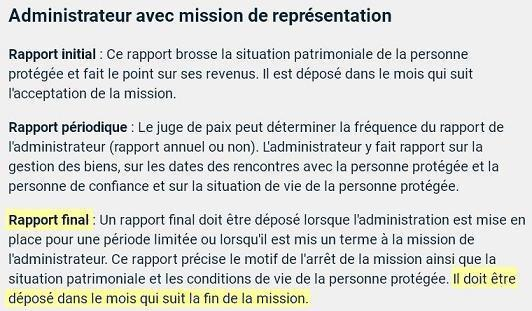 Administrateur avec mission de représentation
Rapport initial : Ce rapport brosse la situation patrimoniale de la personne
protégée et fait le point sur ses revenus. Il est déposé dans le mois qui suit
l'acceptation de la mission.
Rapport périodique : Le juge de paix peut déterminer la fréquence du rapport de
l'administrateur (rapport annuel ou non). L'administrateur y fait rapport sur la
gestion des biens, sur les dates des rencontres avec la personne protégée et la
personne de confiance et sur la situation de vie de la personne protégée.
Rapport final : Un rapport final doit être déposé lorsque l'administration est mise en
place pour une période limitée ou lorsqu'il est mis un terme à la mission de
l'administrateur. Ce rapport précise le motif de l'arrêt de la mission ainsi que la
situation patrimoniale et les conditions de vie de la personne protégée. Il doit être
déposé dans le mois qui suit la fin de la mission.